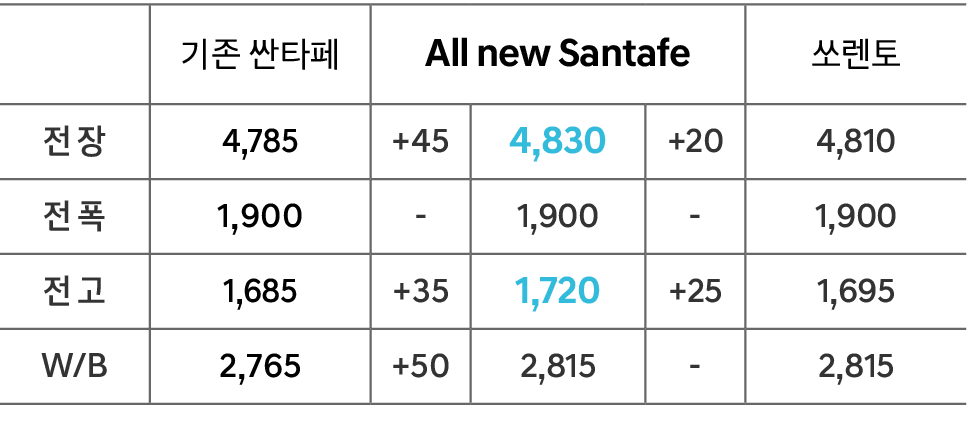 기존 싼타페 All new Santafe 쏘렌토
전 장 4,785 +45 4,830 +20 4,810
전 폭 1,900 - 1,900 - 1,900
전 고 1,685 +35 1,720 +25 1,695
W/B 2,765 +50 2,815 - 2,815